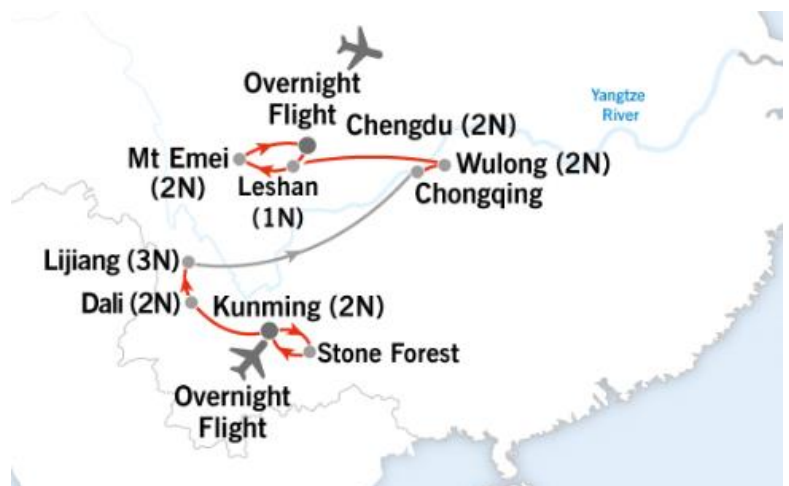 Overnight
Flight
Yangtze
River
Chengdu (2N)
Mt Emei
(2N)
Leshan
(1N)
Wulong (2N)
Chongqing
Lijiang (3N)
Dali (2N)
Kunming (2N)
Stone Forest
Overnight
Flight